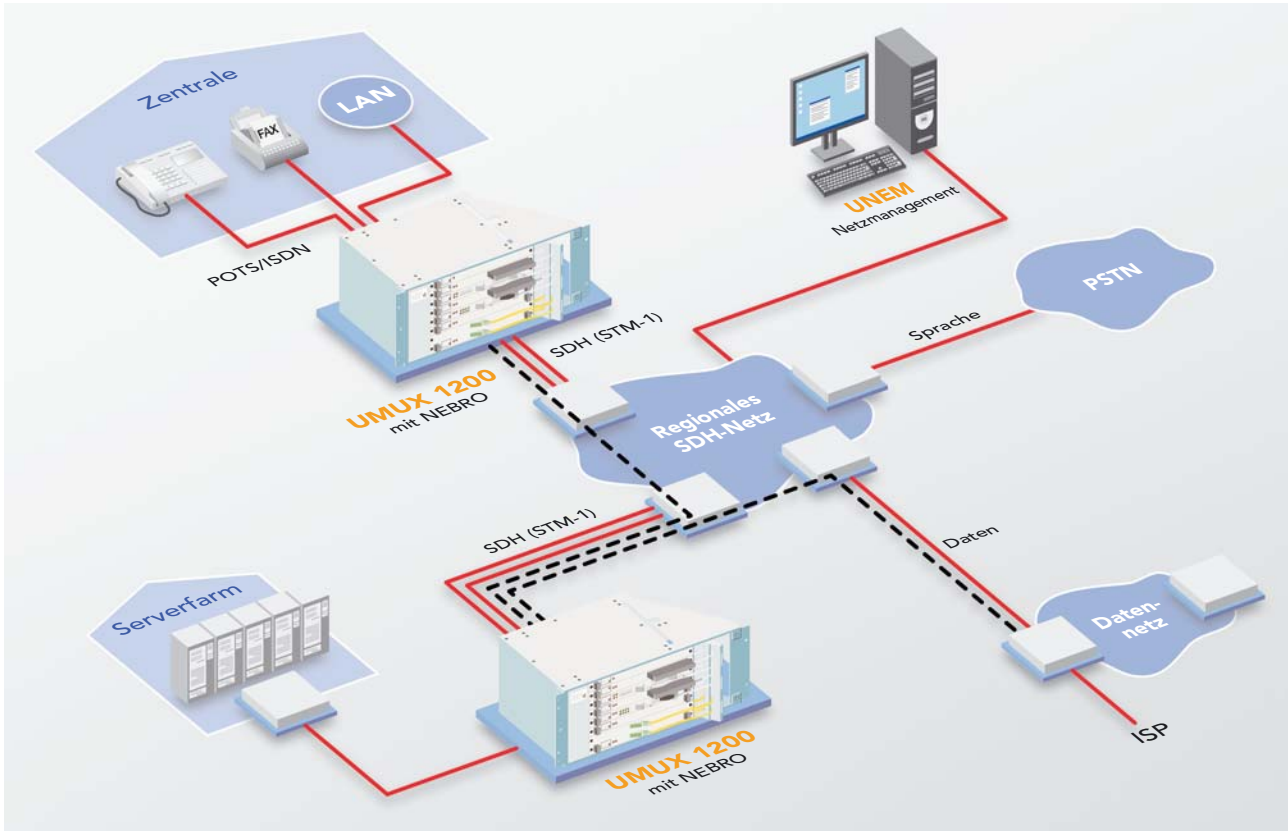 Zentrale
LAN
FAX
POTS/ISDN
UNEM
Netzmanagement
PSTN
Sprache
SDH (STM-1)
UMUX 1200
mit NEBRO
Regionales
SDH-Netz
SDH (STM-1)
Daten
Serverfarm
Daten-
netz
UMUX 1200
mit NEBRO
ISP